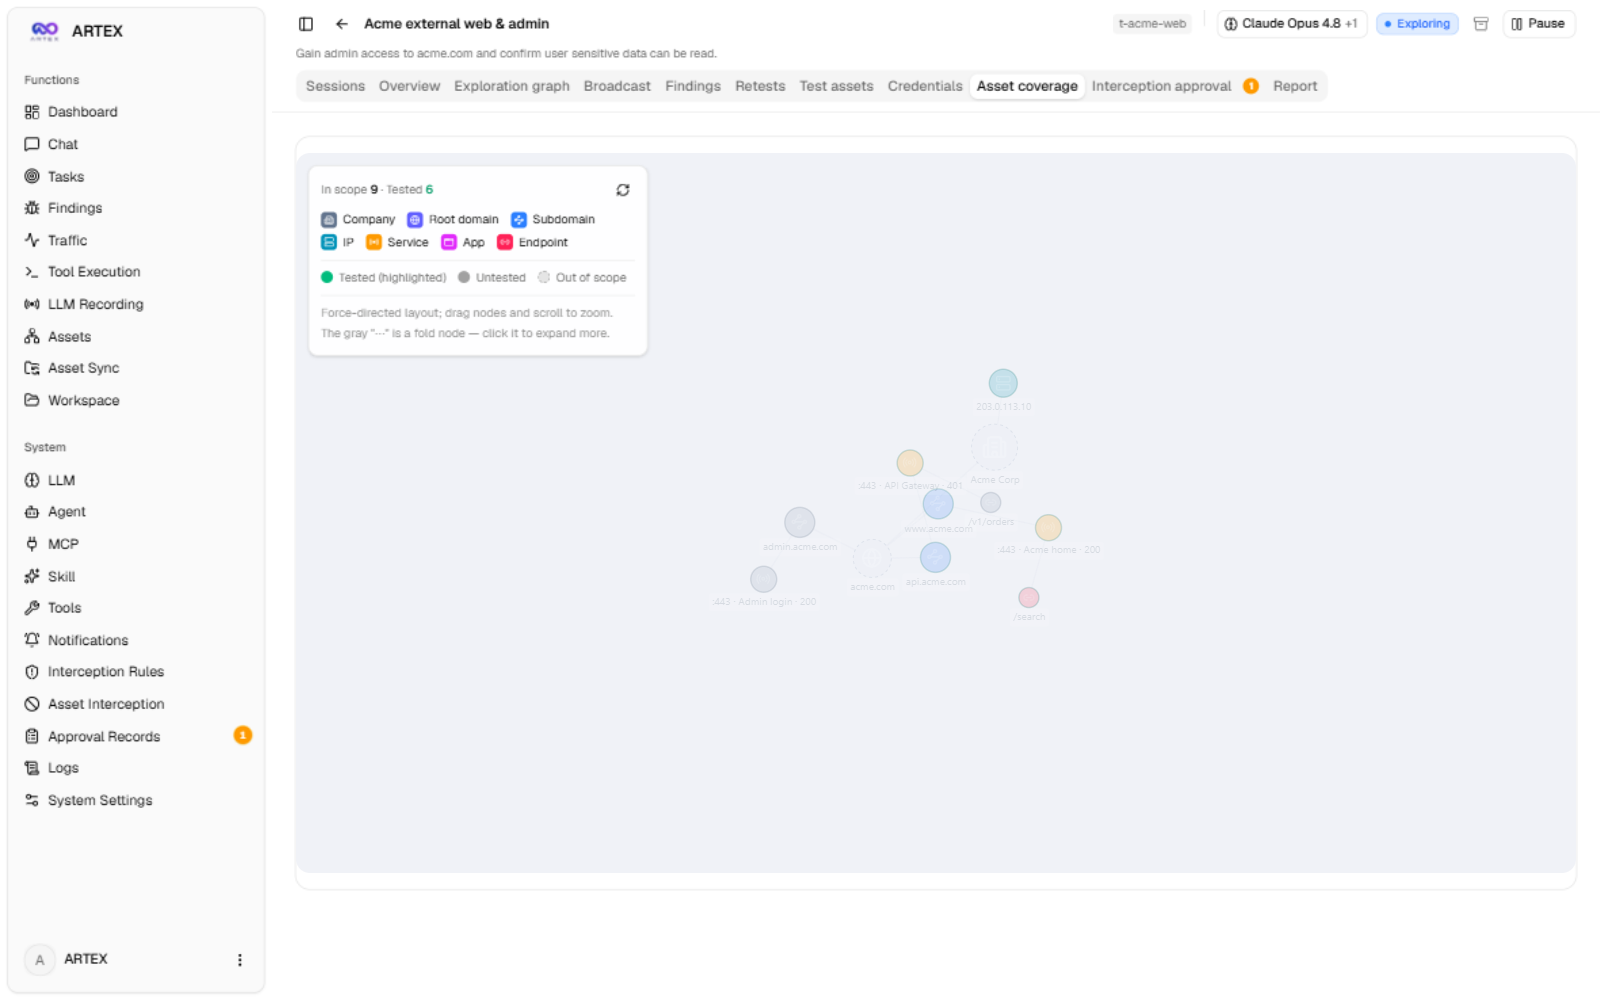 ARTEX
Functions
Dashboard
Chat
Tasks
Findings
Traffic
Tool Execution
LLM Recording
Assets
Asset Sync
Workspace
System
LLM
Agent
MCP
Skill
Tools
Notifications
Interception Rules
Asset Interception
Approval Records 1
Logs
System Settings
A ARTEX
Acme external web & admin
t-acme-web
Claude Opus 4.8 +1
Exploring
Pause
Gain admin access to acme.com and confirm user sensitive data can be read.
Sessions Overview Exploration graph Broadcast Findings Retests Test assets Credentials Asset coverage Interception approval 1 Report
In scope 9 · Tested 6
Company Root domain Subdomain
IP Service App Endpoint
Tested (highlighted) Untested Out of scope
Force-directed layout; drag nodes and scroll to zoom.
The gray "···" is a fold node — click it to expand more.
203.0.113.10
Acme Corp
:443 · API Gateway · 401
www.acme.com
/v1/orders
admin.acme.com
:443 · Acme home · 200
acme.com
api.acme.com
:443 · Admin login · 200
/search